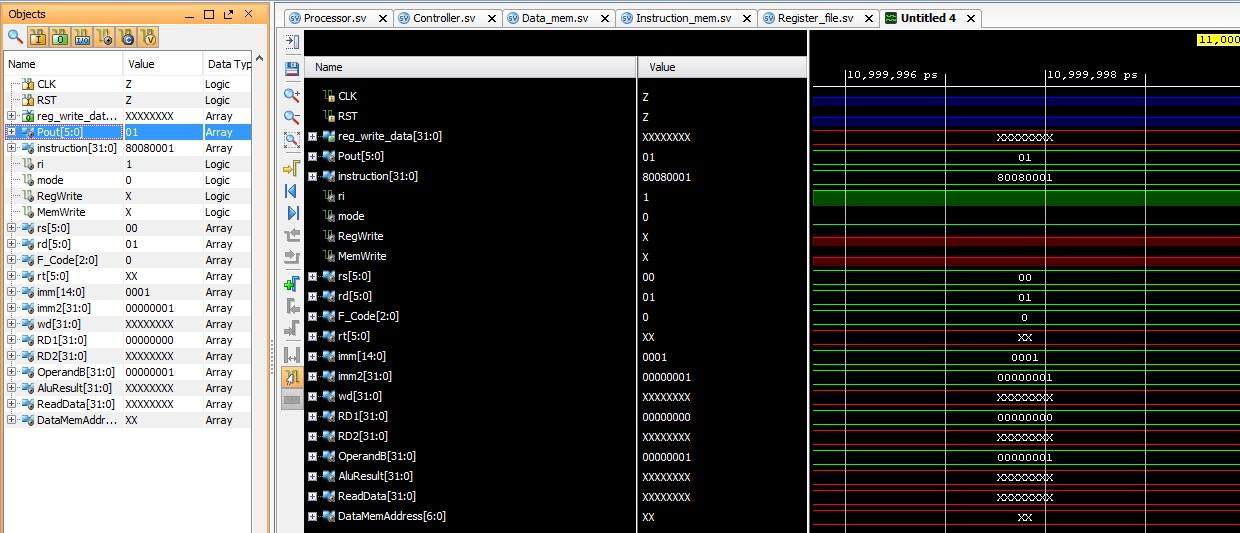 Objects
Name Value Data Typ
CLK Z Logic
RST Z Logic
reg_write_dat... XXXXXXXX Array
Pout[5:0] 01 Array
instruction[31:0] 80080001 Array
ri 1 Logic
mode 0 Logic
RegWrite X Logic
MemWrite X Logic
rs[5:0] 00 Array
rd[5:0] 01 Array
F_Code[2:0] 0 Array
rt[5:0] XX Array
imm[14:0] 0001 Array
imm2[31:0] 00000001 Array
wd[31:0] XXXXXXXX Array
RD1[31:0] 00000000 Array
RD2[31:0] XXXXXXXX Array
OperandB[31:0] 00000001 Array
AluResult[31:0] XXXXXXXX Array
ReadData[31:0] XXXXXXXX Array
DataMemAddr... XX Array
Processor.sv Controller.sv Data_mem.sv Instruction_mem.sv Register_file.sv Untitled 4
11,000
Name Value
10,999,996 ps 10,999,998 ps
CLK Z
RST Z
reg_write_data[31:0] XXXXXXXX XXXXXXXX
Pout[5:0] 01 01
instruction[31:0] 80080001 80080001
ri 1
mode 0
RegWrite X
MemWrite X
rs[5:0] 00 00
rd[5:0] 01 01
F_Code[2:0] 0 0
rt[5:0] XX XX
imm[14:0] 0001 0001
imm2[31:0] 00000001 00000001
wd[31:0] XXXXXXXX XXXXXXXX
RD1[31:0] 00000000 00000000
RD2[31:0] XXXXXXXX XXXXXXXX
OperandB[31:0] 00000001 00000001
AluResult[31:0] XXXXXXXX XXXXXXXX
ReadData[31:0] XXXXXXXX XXXXXXXX
DataMemAddress[6:0] XX XX